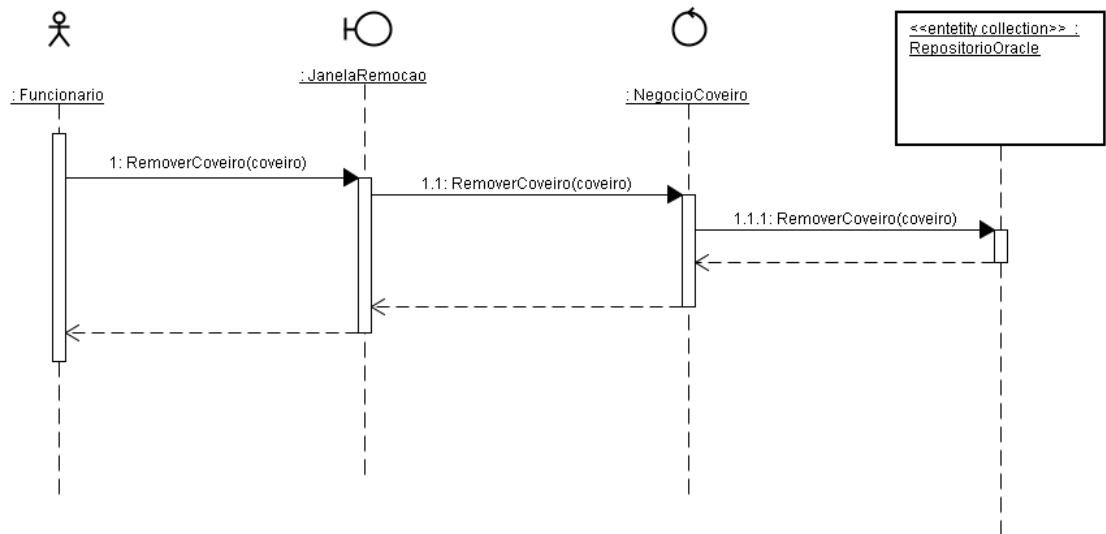 <<entetity collection>> :
RepositorioOracle
: JanelaRemocao
: Funcionario
: NegocioCoveiro
1: RemoverCoveiro(coveiro)
1.1: RemoverCoveiro(coveiro)
1.1.1: RemoverCoveiro(coveiro)